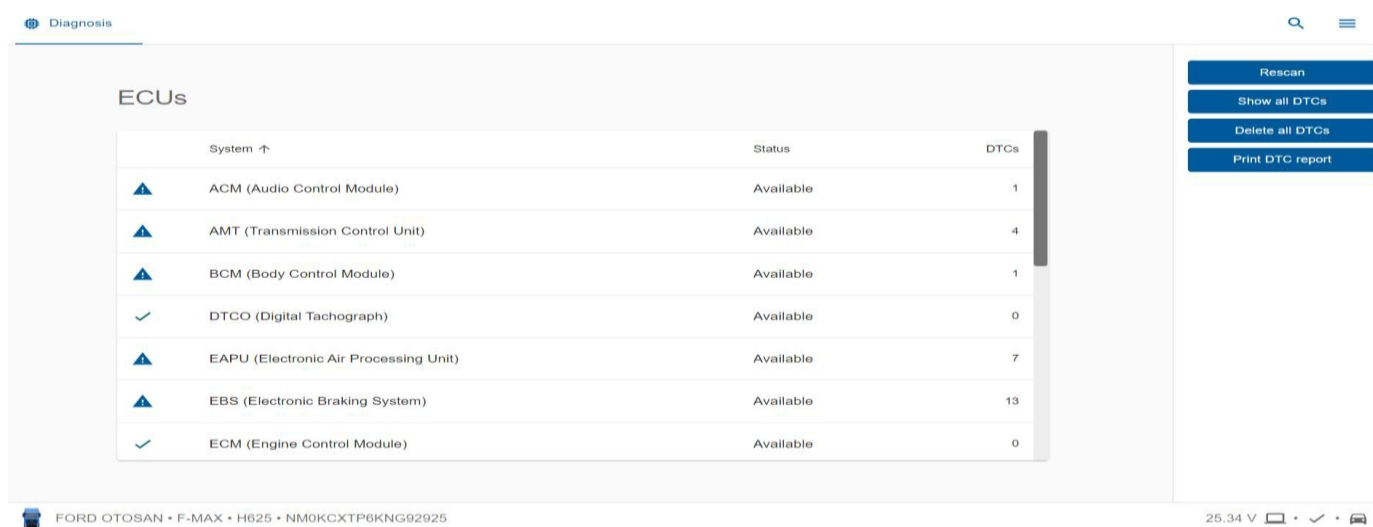 Diagnosis
ECUs
System ↑ Status DTCs
ACM (Audio Control Module) Available 1
AMT (Transmission Control Unit) Available 4
BCM (Body Control Module) Available 1
DTCO (Digital Tachograph) Available 0
EAPU (Electronic Air Processing Unit) Available 7
EBS (Electronic Braking System) Available 13
ECM (Engine Control Module) Available 0
Rescan
Show all DTCs
Delete all DTCs
Print DTC report
FORD OTOSAN • F-MAX • H625 • NM0KCXTP6KNG92925 25.34 V